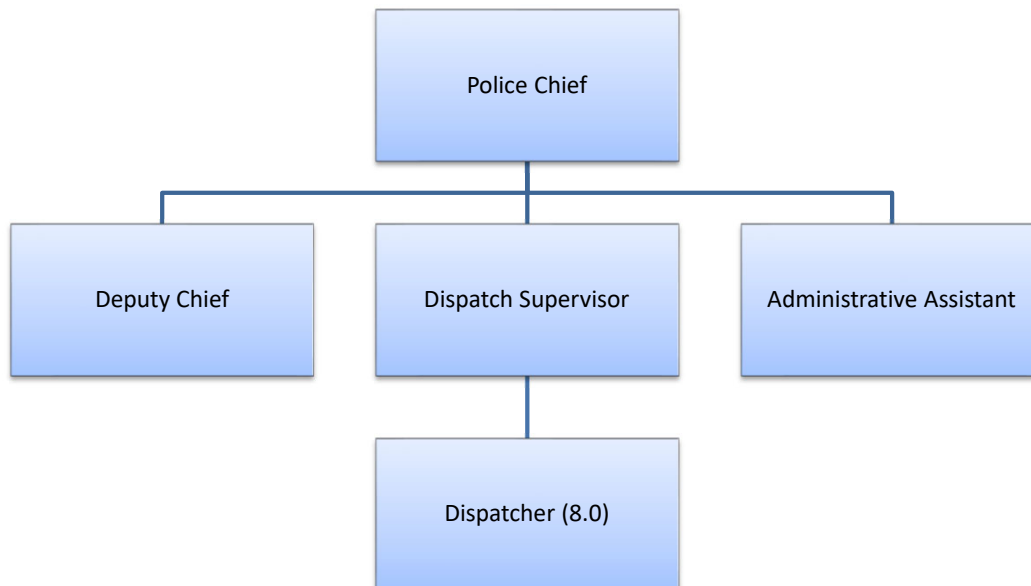 Police Chief
Deputy Chief
Dispatch Supervisor
Administrative Assistant
Dispatcher (8.0)